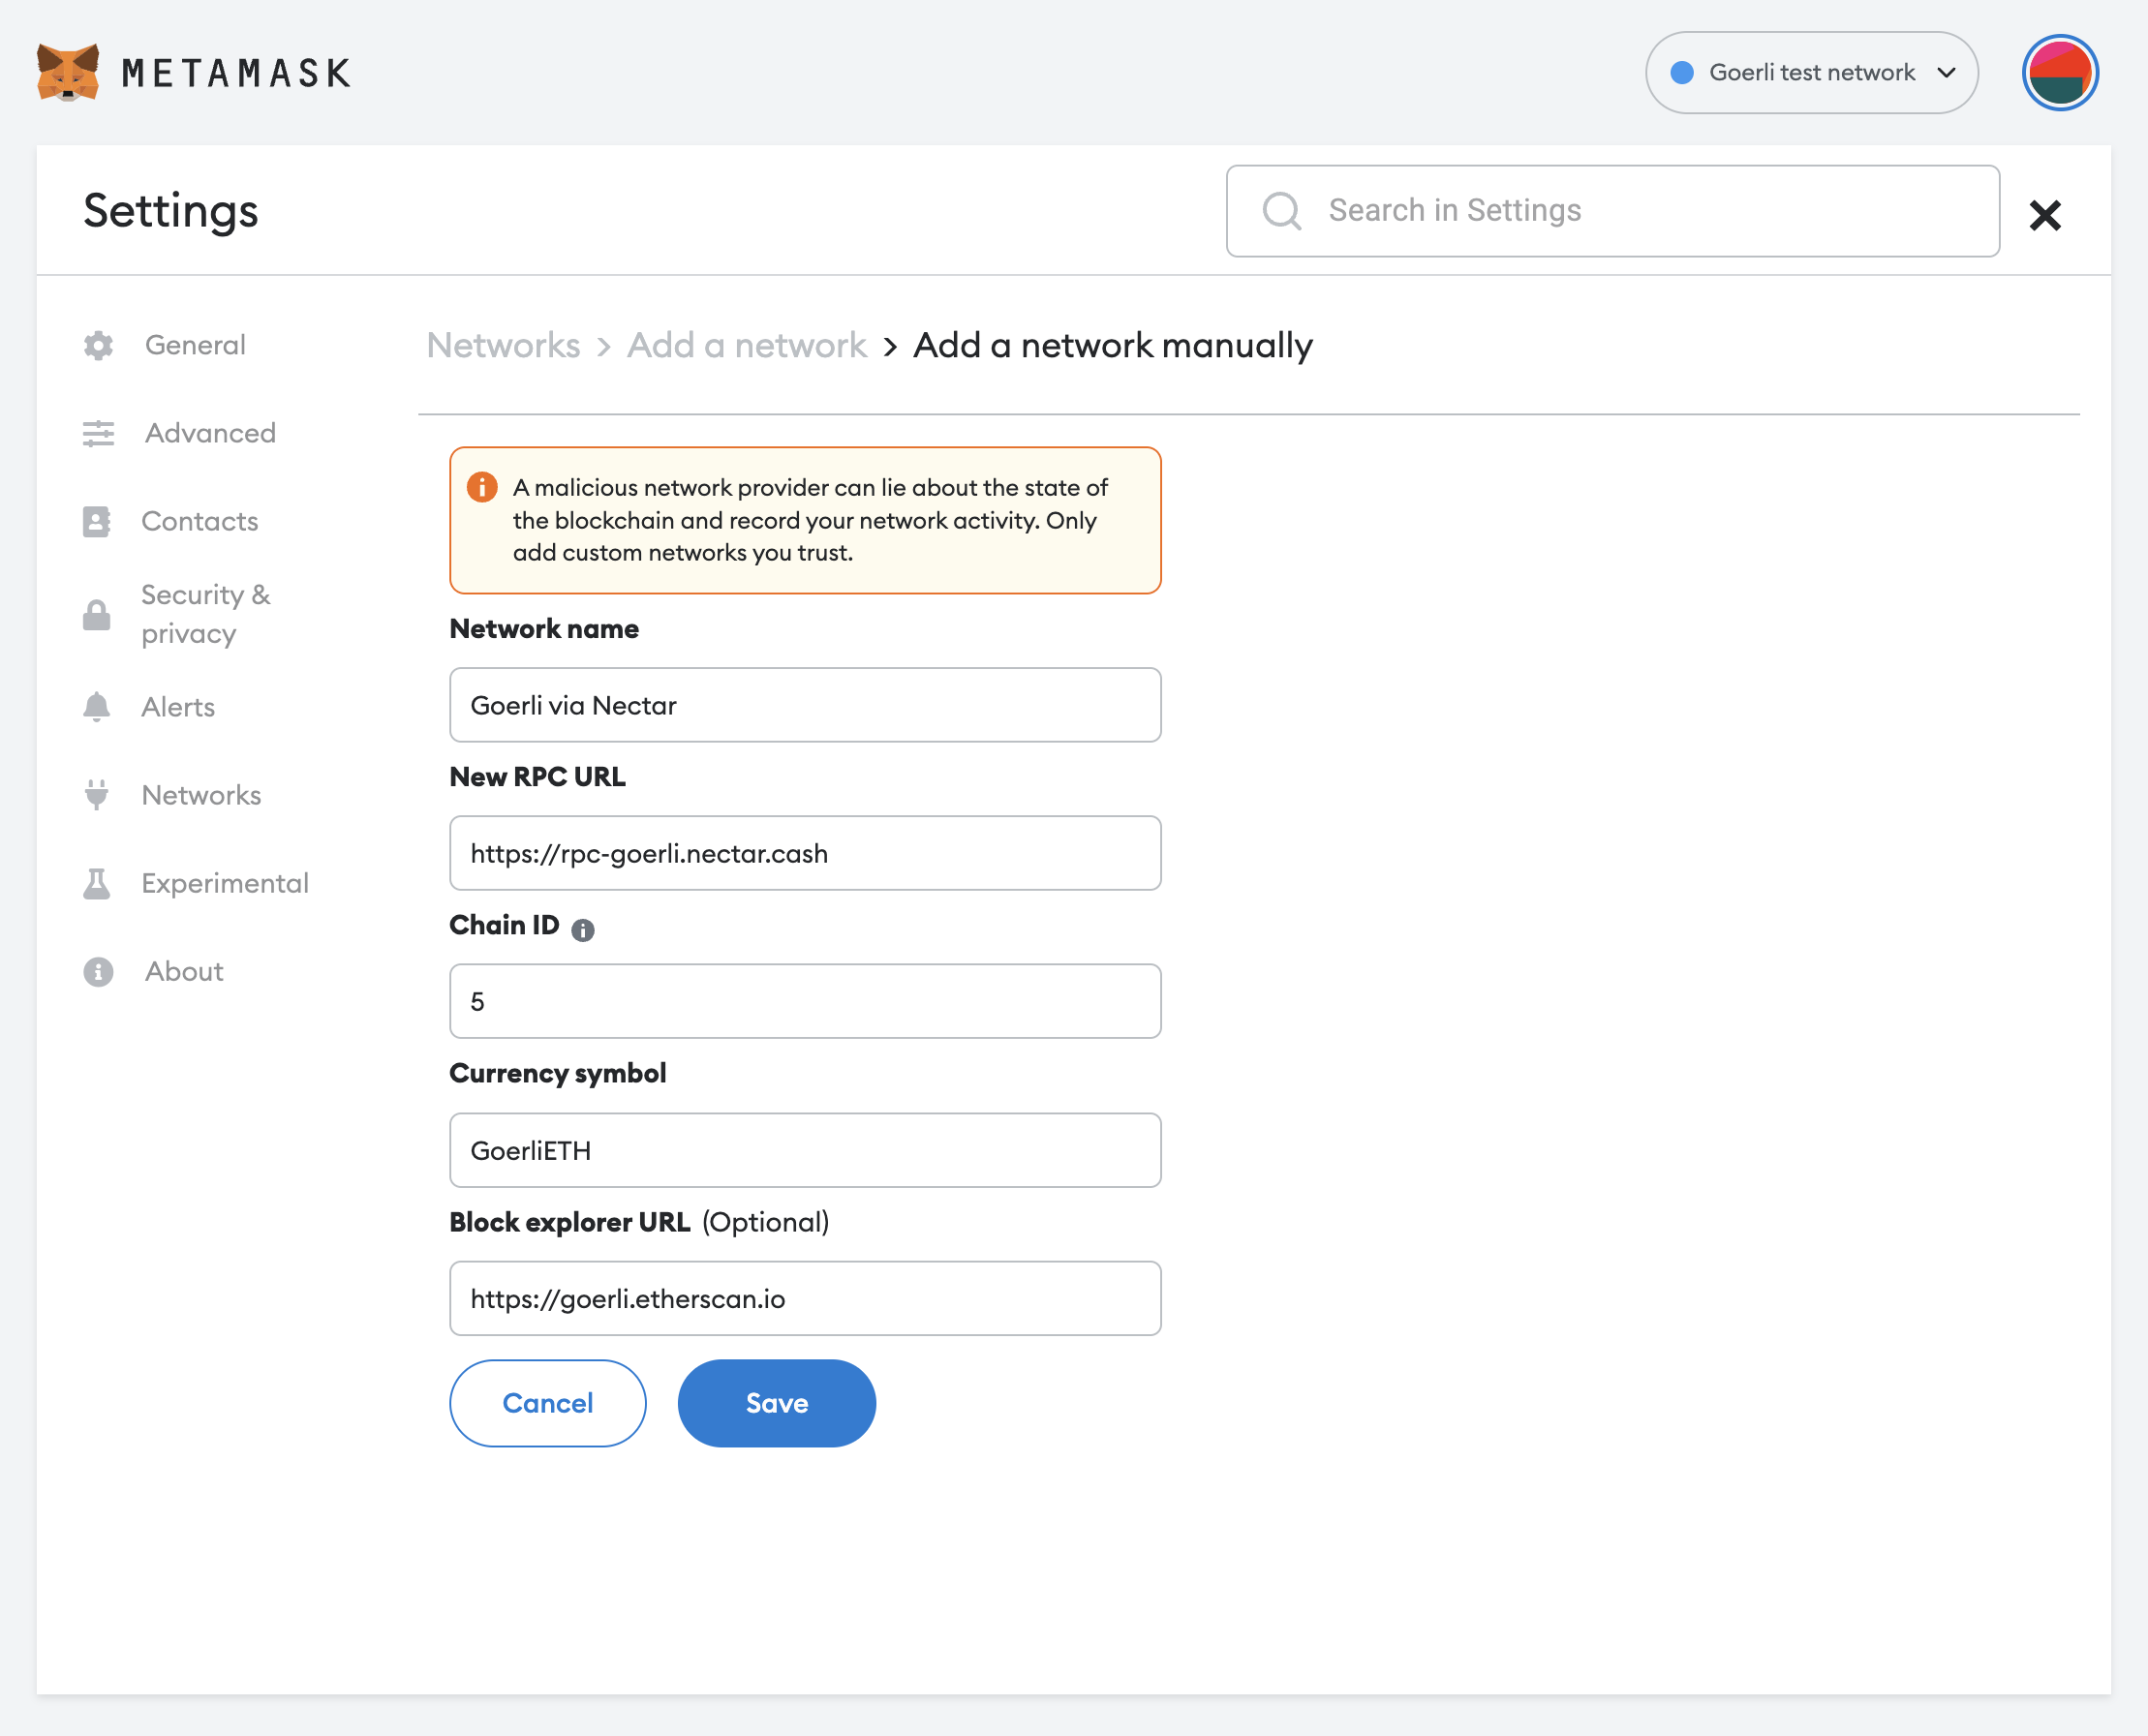 METAMASK
Goerli test network
Settings
Search in Settings
General
Advanced
Contacts
Security &
privacy
Alerts
Networks
Experimental
About
Networks > Add a network > Add a network manually
A malicious network provider can lie about the state of
the blockchain and record your network activity. Only
add custom networks you trust.
Network name
Goerli via Nectar
New RPC URL
https://rpc-goerli.nectar.cash
Chain ID
5
Currency symbol
GoerliETH
Block explorer URL (Optional)
https://goerli.etherscan.io
Cancel
Save